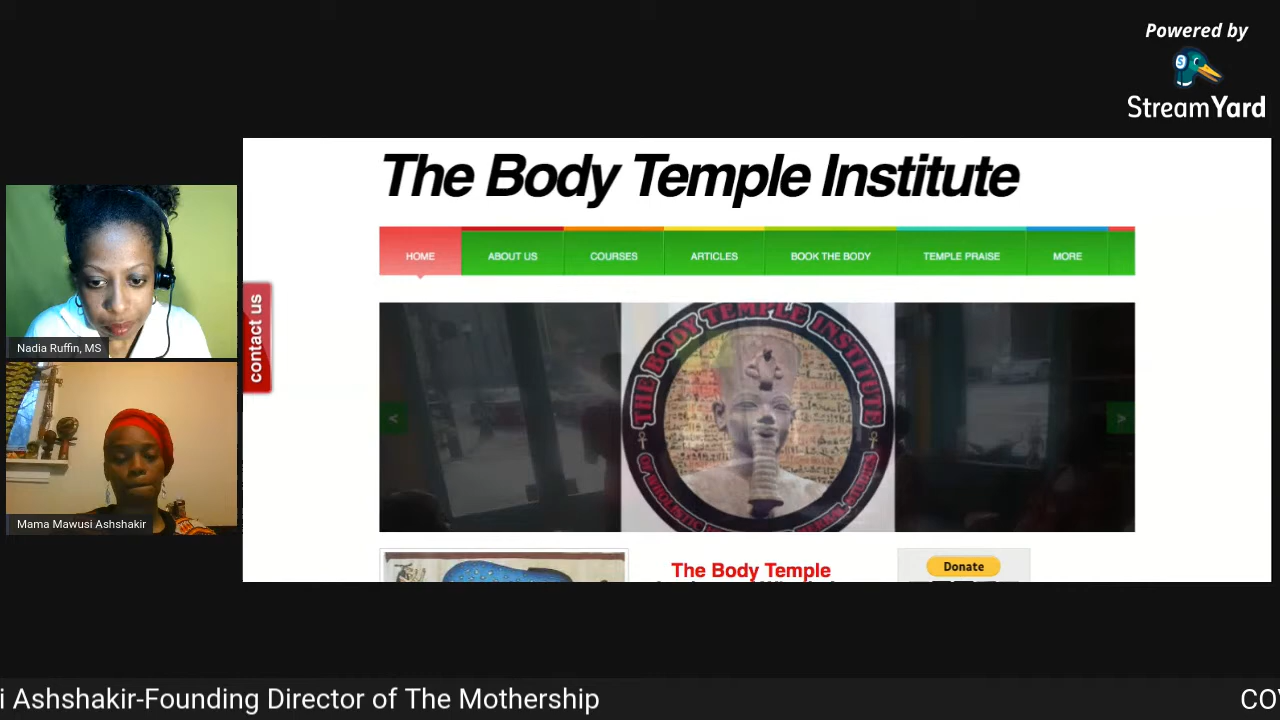 Powered by
StreamYard
The Body Temple Institute
HOME
ABOUT US
COURSES
ARTICLES
BOOK THE BODY
TEMPLE PRAISE
MORE
contact us
THE BODY TEMPLE INSTITUTE
Nadia Ruffin, MS
Mama Mawusi Ashshakir
The Body Temple
Donate
i Ashshakir-Founding Director of The Mothership
COV